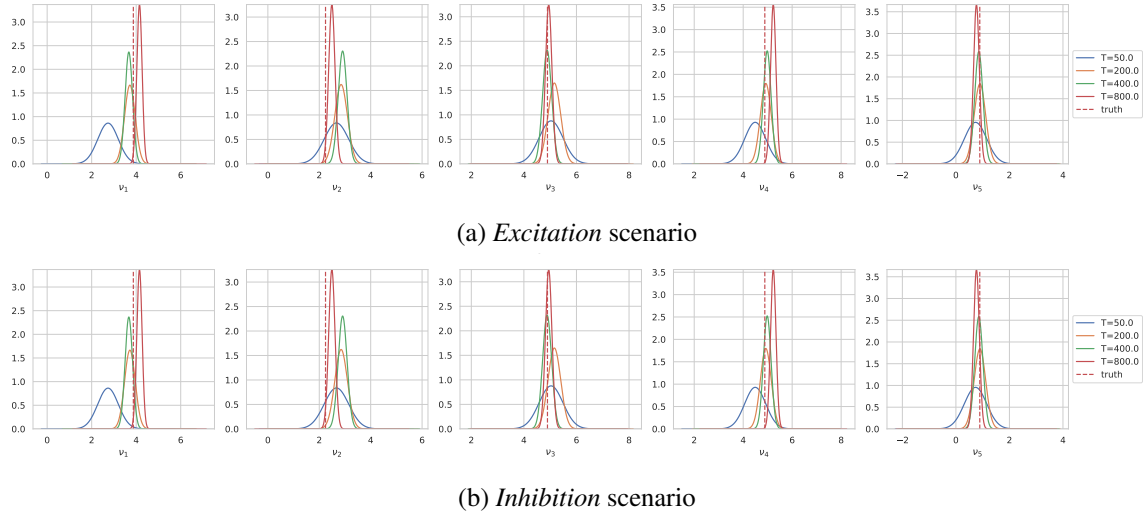 3.0 3.0 3.0 3.5 3.5
2.5 2.5 2.5 3.0 3.0
2.0 2.0 2.0 2.5 2.5
1.5 1.5 1.5 2.0 2.0
1.0 1.0 1.0 1.5 1.5
0.5 0.5 0.5 1.0 1.0
0.0 0.0 0.0 0.5 0.5
0.0 0.0
T=50.0
T=200.0
T=400.0
T=800.0
truth
0 2 4 6 0 2 4 6 2 4 6 8 2 4 6 8 −2 0 2 4
ν1 ν2 ν3 ν4 ν5
(a) Excitation scenario
3.0 3.0 3.0 3.5 3.5
2.5 2.5 2.5 3.0 3.0
2.0 2.0 2.0 2.5 2.5
1.5 1.5 1.5 2.0 2.0
1.0 1.0 1.0 1.5 1.5
0.5 0.5 0.5 1.0 1.0
0.0 0.0 0.0 0.5 0.5
0.0 0.0
T=50.0
T=200.0
T=400.0
T=800.0
truth
0 2 4 6 0 2 4 6 2 4 6 8 2 4 6 8 −2 0 2 4
ν1 ν2 ν3 ν4 ν5
(b) Inhibition scenario